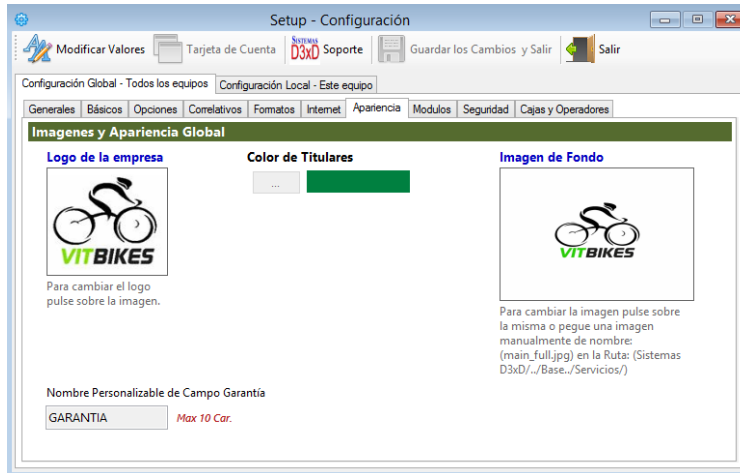 Setup - Configuración
Modificar Valores
Tarjeta de Cuenta
SISTEMAS
D3xD
Soporte
Guardar los Cambios y Salir
Salir
Configuración Global - Todos los equipos
Configuración Local - Este equipo
Generales
Básicos
Opciones
Correlativos
Formatos
Internet
Apariencia
Modulos
Seguridad
Cajas y Operadores
Imagenes y Apariencia Global
Logo de la empresa
Color de Titulares
Imagen de Fondo
...
VITBIKES
VITBIKES
Para cambiar el logo
pulse sobre la imagen.
Para cambiar la imagen pulse sobre
la misma o pegue una imagen
manualmente de nombre:
(main_full.jpg) en la Ruta: (Sistemas
D3xD/../Base../Servicios/)
Nombre Personalizable de Campo Garantía
GARANTIA
Max 10 Car.